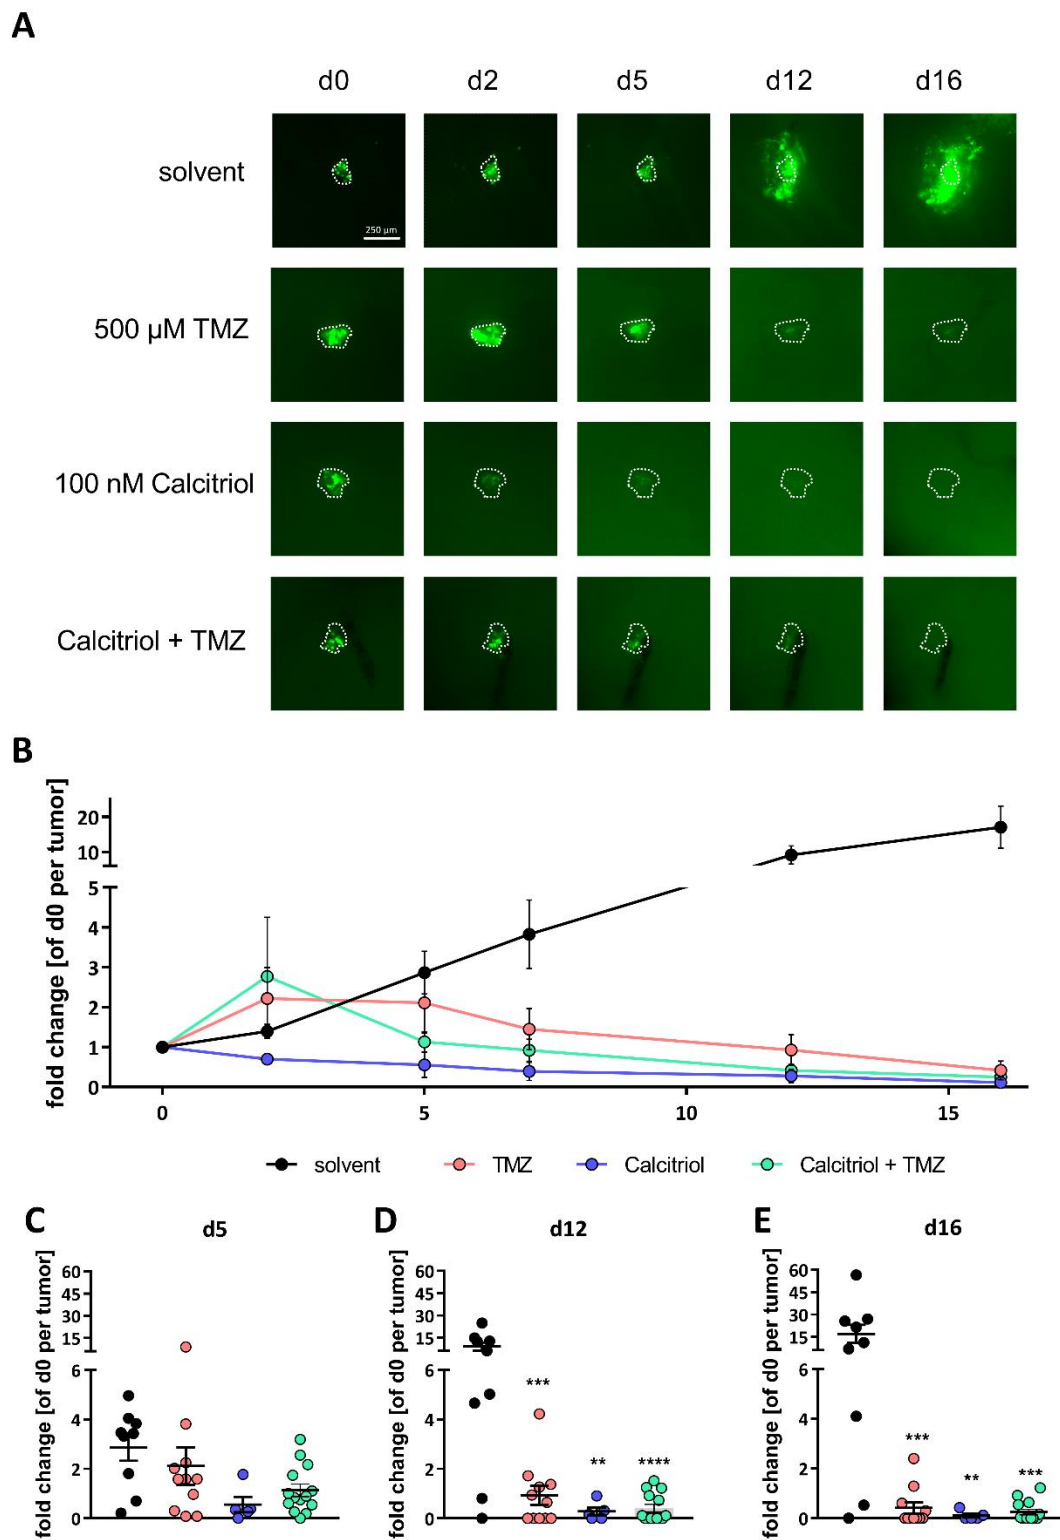 A
d0 d2 d5 d12 d16
solvent
250 µm
500 µM TMZ
100 nM Calcitriol
Calcitriol + TMZ
B
fold change [of d0 per tumor]
20
10
5
4
3
2
1
0
0 5 10 15
solvent TMZ Calcitriol Calcitriol + TMZ
C
d5
fold change [of d0 per tumor]
60
45
30
15
6
4
2
0
D
d12
fold change [of d0 per tumor]
60
45
30
15
6
4
2
0
***
**
****
E
d16
fold change [of d0 per tumor]
60
45
30
15
6
4
2
0
***
**
***